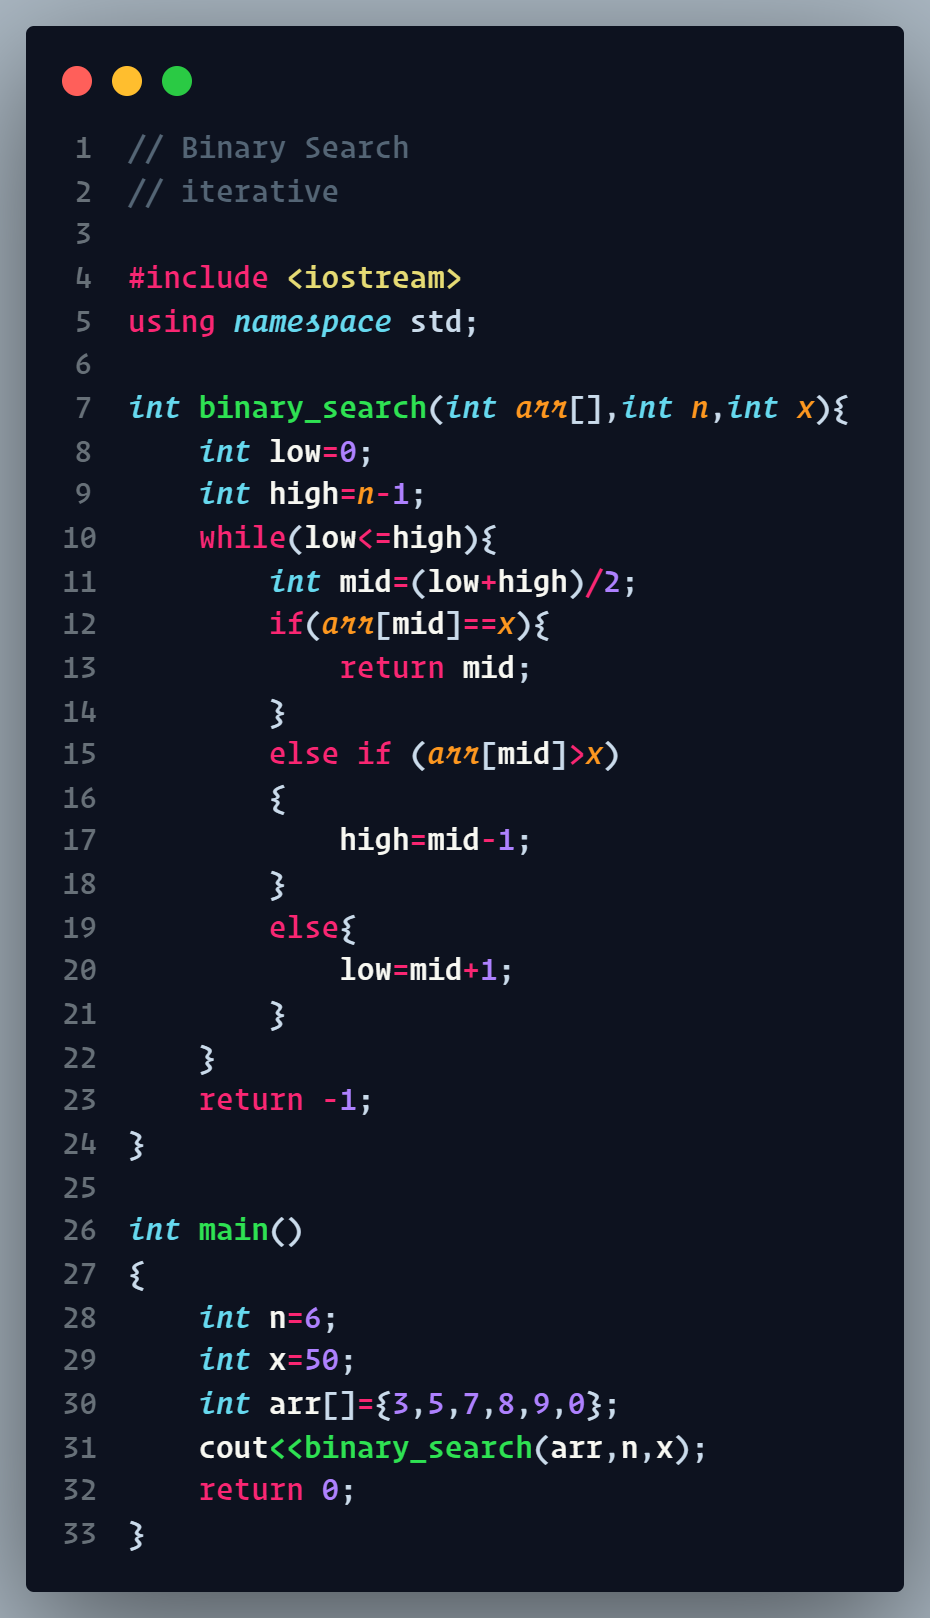 1 // Binary Search
2 // iterative
3
4 #include <iostream>
5 using namespace std;
6
7 int binary_search(int arr[],int n,int x){
8     int low=0;
9     int high=n-1;
10     while(low<=high){
11         int mid=(low+high)/2;
12         if(arr[mid]==x){
13             return mid;
14         }
15         else if (arr[mid]>x)
16         {
17             high=mid-1;
18         }
19         else{
20             low=mid+1;
21         }
22     }
23     return -1;
24 }
25
26 int main()
27 {
28     int n=6;
29     int x=50;
30     int arr[]={3,5,7,8,9,0};
31     cout<<binary_search(arr,n,x);
32     return 0;
33 }